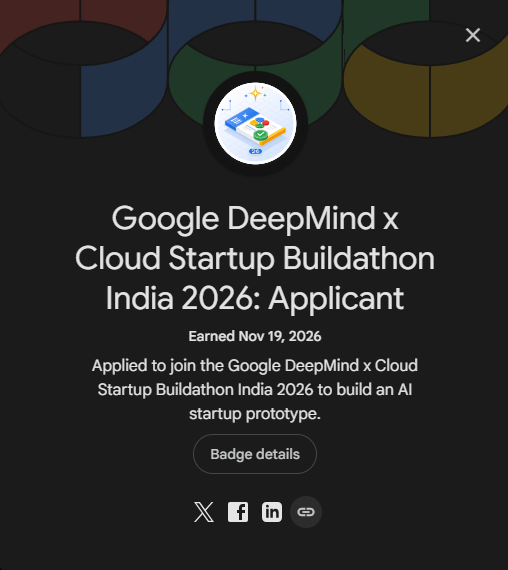 Google DeepMind x
Cloud Startup Buildathon
India 2026: Applicant
Earned Nov 19, 2026
Applied to join the Google DeepMind x Cloud
Startup Buildathon India 2026 to build an AI
startup prototype.
Badge details